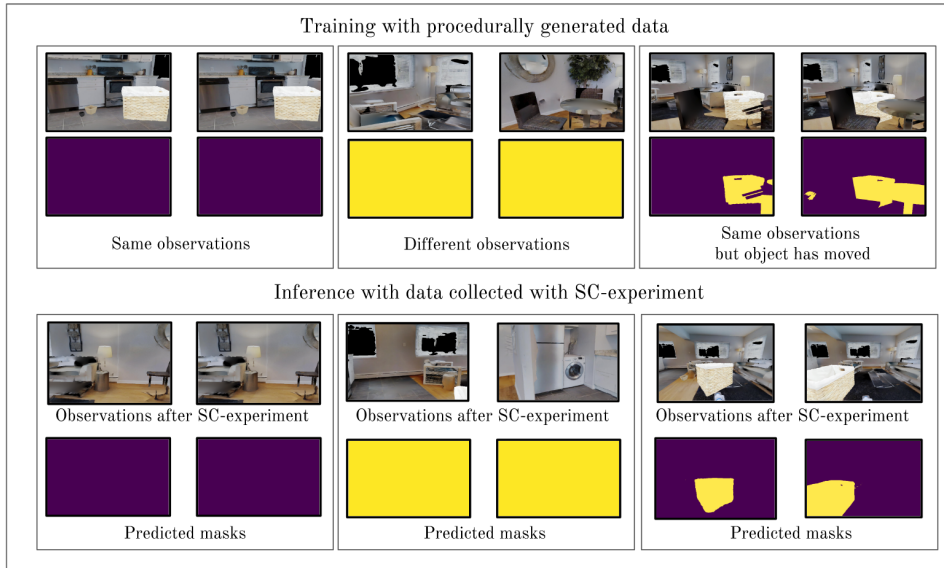 Training with procedurally generated data
Same observations
Different observations
Same observations
but object has moved
Inference with data collected with SC-experiment
Observations after SC-experiment
Observations after SC-experiment
Observations after SC-experiment
Predicted masks
Predicted masks
Predicted masks